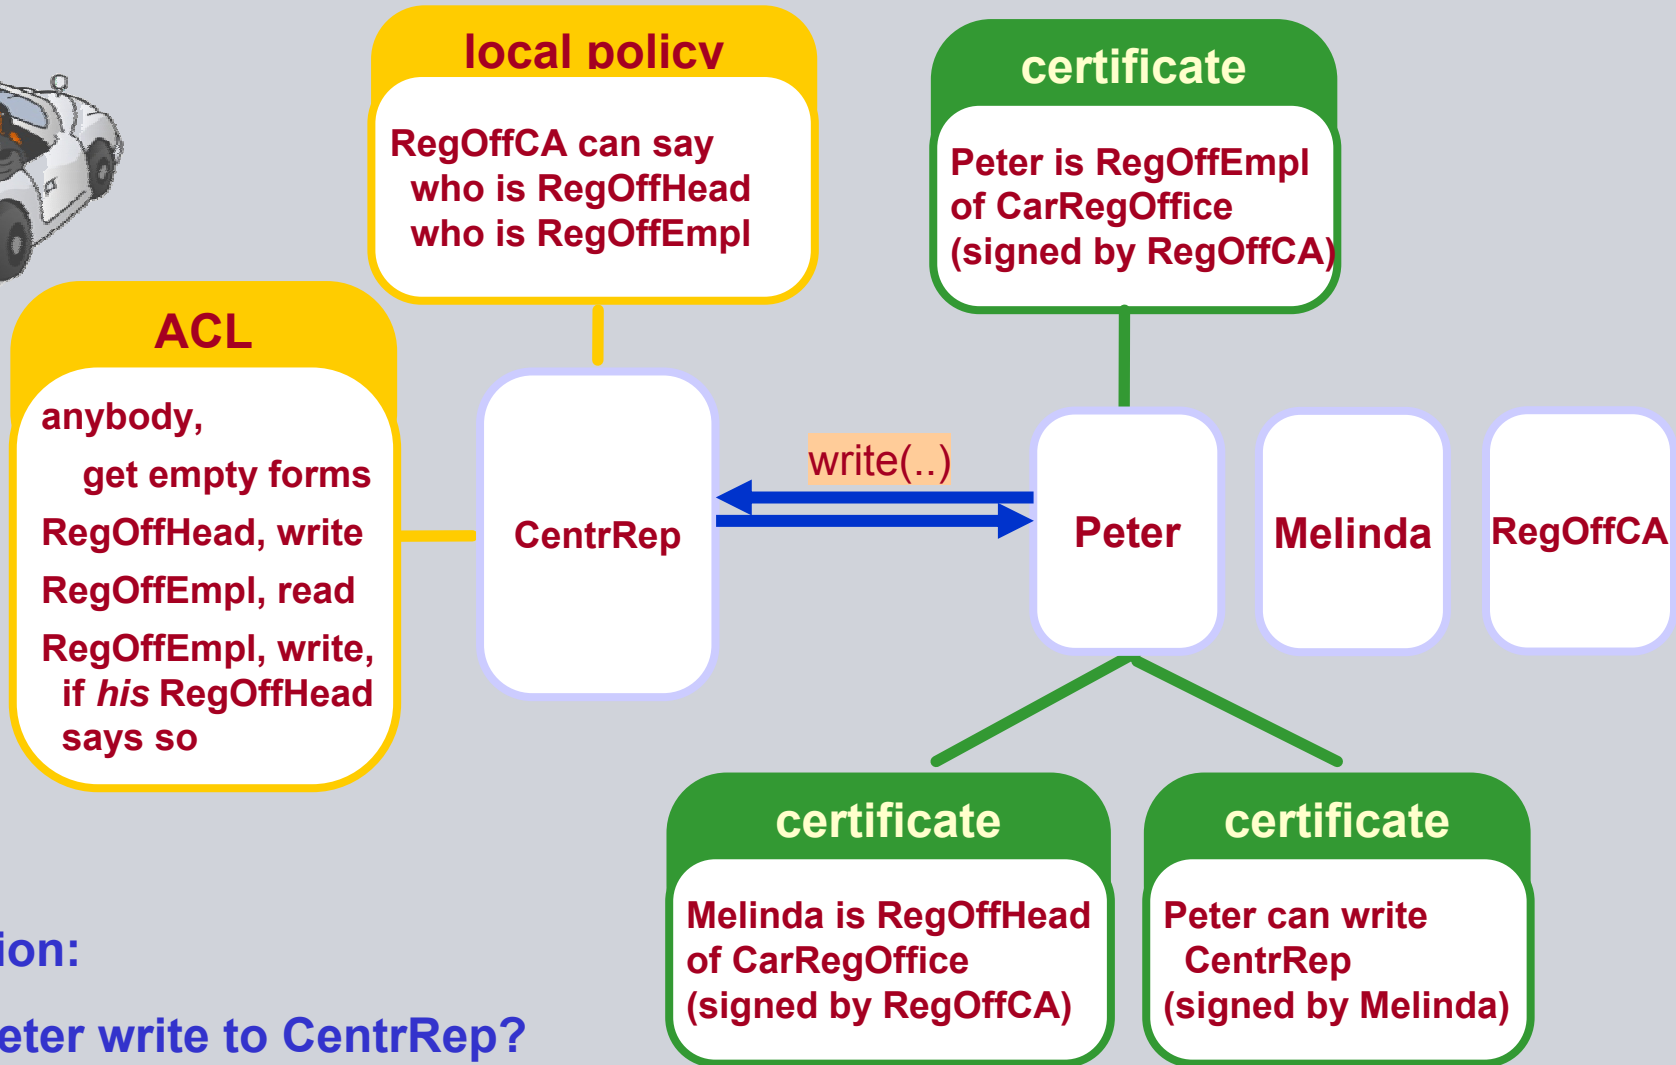 local policy
RegOffCA can say
who is RegOffHead
who is RegOffEmpl
certificate
Peter is RegOffEmpl
of CarRegOffice
(signed by RegOffCA)
ACL
anybody,
get empty forms
RegOffHead, write
RegOffEmpl, read
RegOffEmpl, write,
if his RegOffHead
says so
CentrRep
write(..)
Peter
Melinda
RegOffCA
certificate
Melinda is RegOffHead
of CarRegOffice
(signed by RegOffCA)
certificate
Peter can write
CentrRep
(signed by Melinda)
ion:
eter write to CentrRep?